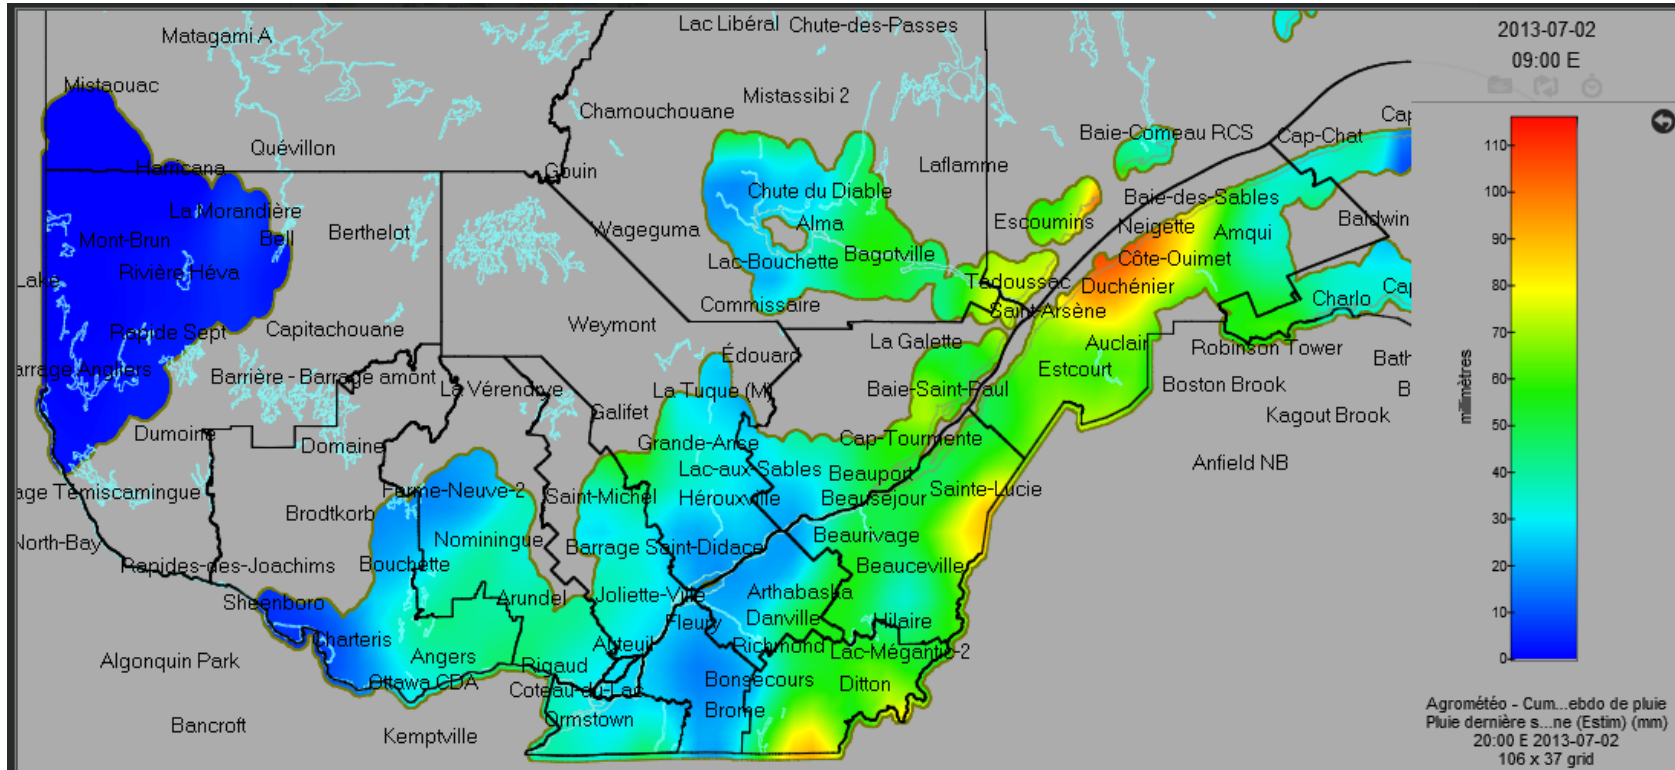 Lac Libéral Chute-des-Passes
2013-07-02
Matagami A
09:00 E
Mistaouac
Mistassibi 2
Chamouchouane
Cap
Baie-Comeau RCS Cap-Chat
110
Quévillon
Harricana
Gouin
Laflamme
Chute du Diable
100
Baie-des-Sables
La Morandière
Escoumins
Neigette
Baldwin
Mont-Brun
Bell
Berthelot
Wageguma
Alma
Amqui
90
Lac-Bouchette
Bagotville
Côte-Ouimet
Rivière Héva
Lake
Tadoussac
Duchénier
80
Commissaire
Saint-Arsène
Charlo
Cap
Rapide Sept
Capitachouane
Weymont
La Galette
Auclair
70
Édouard
Robinson Tower
Bath
arrage Angliers
Barrière - Barrage amont
La Vérendrye
La Tuque (M)
Baie-Saint-Paul
Estcourt
Boston Brook
B
60
Galifet
Kagout Brook
millimètres
Dumoine
Domaine
Grande-Anse
Cap-Tourmente
50
Lac-aux-Sables
Beauport
Anfield NB
age Témiscamingue
Ferme-Neuve-2
Saint-Michel
Hérouxville
Beauséjour
Sainte-Lucie
40
Brodtkorb
North-Bay
Nominingue
Barrage Saint-Didace
Beaurivage
30
Rapides-des-Joachims
Bouchette
Beauceville
20
Sheenboro
Arundel
Joliette-Ville
Arthabaska
Fleury
Danville
Hilaire
10
Charteris
Richmond
Lac-Mégantic-2
0
Algonquin Park
Angers
Rigaud
Ottawa CDA
Coteau-du-Lac
Bonsecours
Ditton
Bancroft
Kemptville
Ormstown
Brome
Agrométéo - Cum...ebdo de pluie
Pluie dernière s...ne (Estim) (mm)
20:00 E 2013-07-02
106 x 37 grid